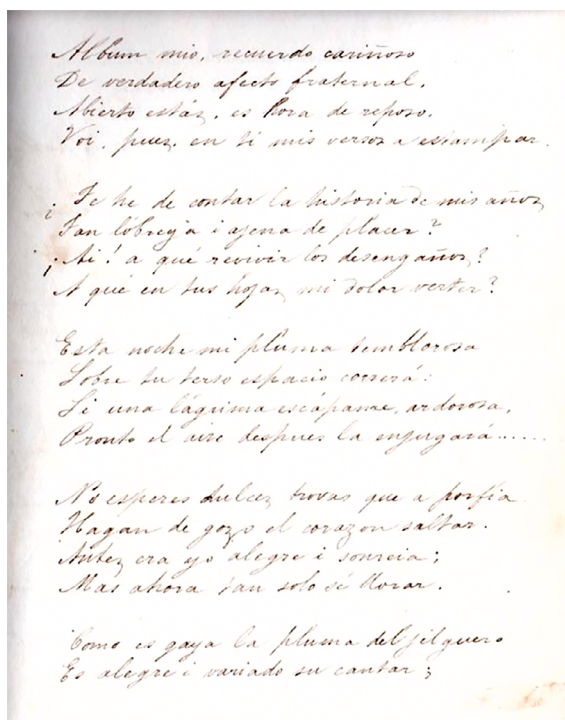 Album mio, recuerdo cariñoso
De verdadero afecto fraternal,
Abierto estás, es hora de reposo.
Voi, pues, en tí mis versos a estampar.
¿Te he de contar la historia de mis años,
Tan lóbrega i ajena de placer?
¡Ai! a qué revivir los desengaños?
A qué en tus hojas mi dolor verter?
Esta noche mi pluma temblorosa
Sobre tu terso espacio correrá:
Si una lágrima escápame, ardorosa,
Pronto el aire despues la enjugará......
No esperes dulces trovas que a porfia
Hagan de gozo el corazon saltar.
Antes era yo alegre i sonreia;
Mas ahora tan solo sé llorar.
Como es gaya la pluma del jilguero
Es alegre i variado su cantar;